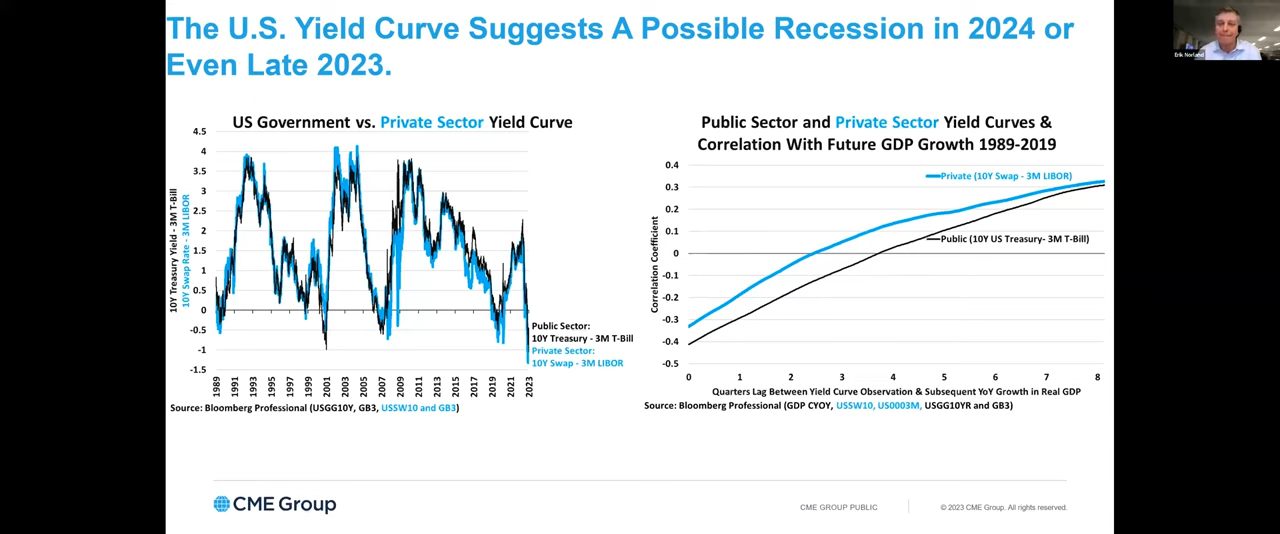 The U.S. Yield Curve Suggests A Possible Recession in 2024 or
Even Late 2023.
Erik Norland
US Government vs. Private Sector Yield Curve
4.5
4
3.5
3
2.5
2
1.5
1
0.5
0
-0.5
-1
-1.5
10Y Treasury Yield - 3M T-Bill
10Y Swap Rate - 3M LIBOR
1989
1991
1993
1995
1997
1999
2001
2003
2005
2007
2009
2011
2013
2015
2017
2019
2021
2023
Public Sector:
10Y Treasury - 3M T-Bill
Private Sector:
10Y Swap - 3M LIBOR
Source: Bloomberg Professional (USGG10Y, GB3, USSW10 and GB3)
Public Sector and Private Sector Yield Curves &
Correlation With Future GDP Growth 1989-2019
0.4
0.3
0.2
0.1
0
-0.1
-0.2
-0.3
-0.4
-0.5
Correlation Coefficient
Private (10Y Swap - 3M LIBOR)
Public (10Y US Treasury- 3M T-Bill)
0 1 2 3 4 5 6 7 8
Quarters Lag Between Yield Curve Observation & Subsequent YoY Growth in Real GDP
Source: Bloomberg Professional (GDP CYOY, USSW10, US0003M, USGG10YR and GB3)
CME Group
CME GROUP PUBLIC
© 2023 CME Group. All rights reserved.